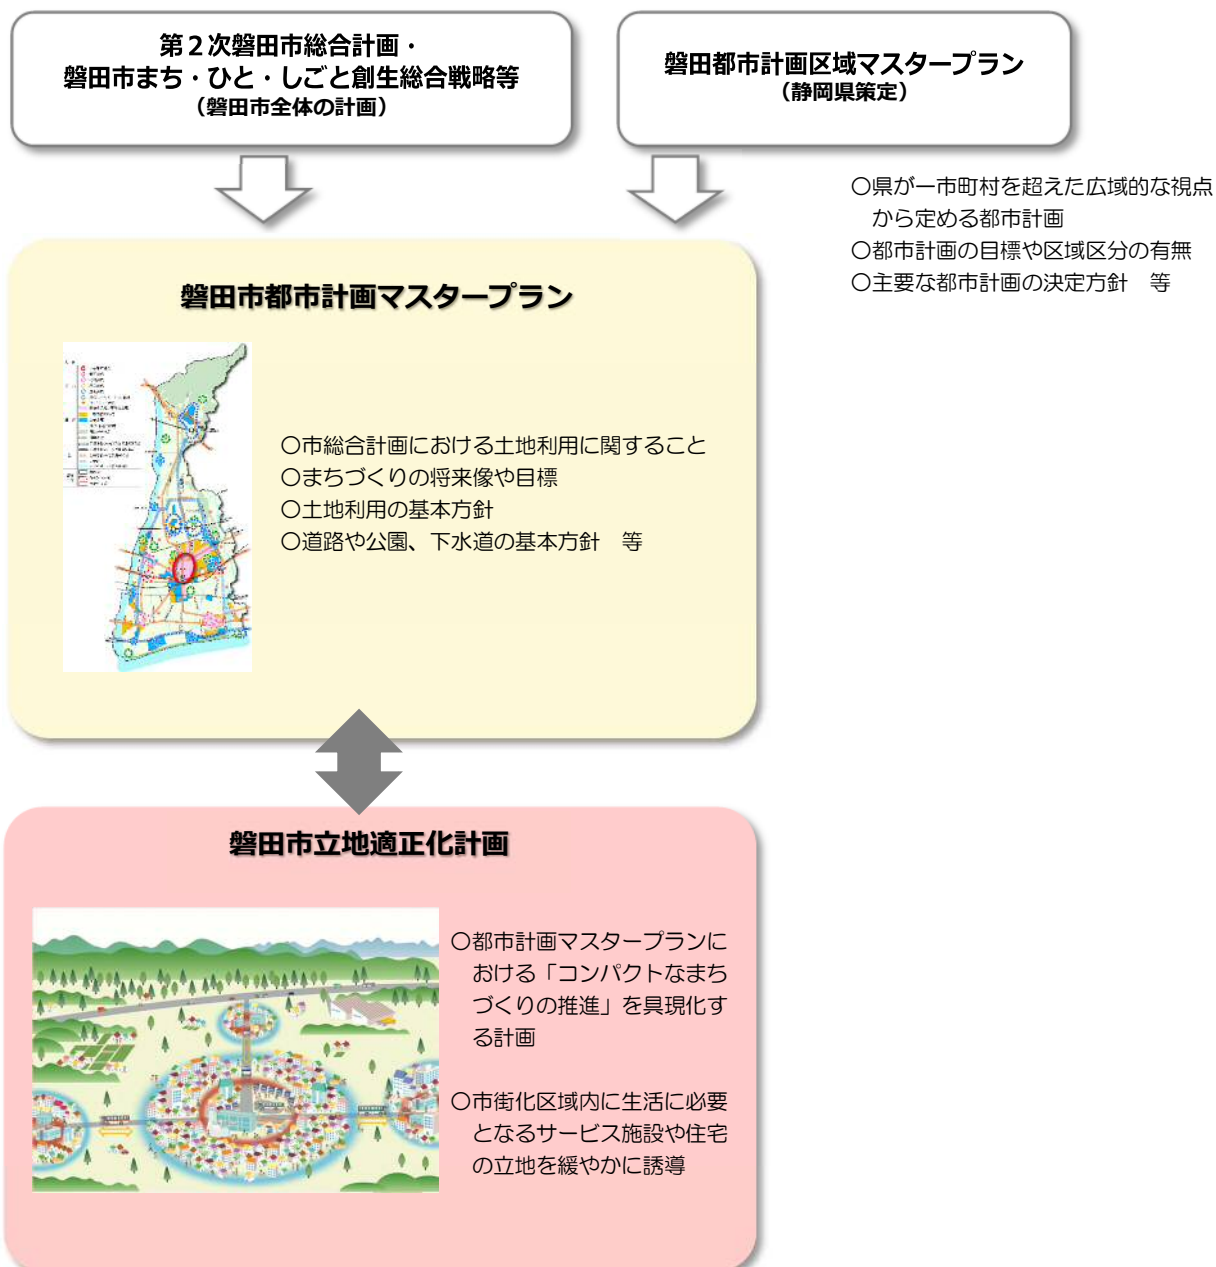 第２次磐田市総合計画・
磐田市まち・ひと・しごと創生総合戦略等
（磐田市全体の計画）
磐田都市計画区域マスタープラン
（静岡県策定）
〇県が一市町村を超えた広域的な視点
から定める都市計画
〇都市計画の目標や区域区分の有無
〇主要な都市計画の決定方針　等
磐田市都市計画マスタープラン
〇市総合計画における土地利用に関すること
〇まちづくりの将来像や目標
〇土地利用の基本方針
〇道路や公園、下水道の基本方針　等
磐田市立地適正化計画
〇都市計画マスタープランに
おける「コンパクトなまち
づくりの推進」を具現化す
る計画
〇市街化区域内に生活に必要
となるサービス施設や住宅
の立地を緩やかに誘導